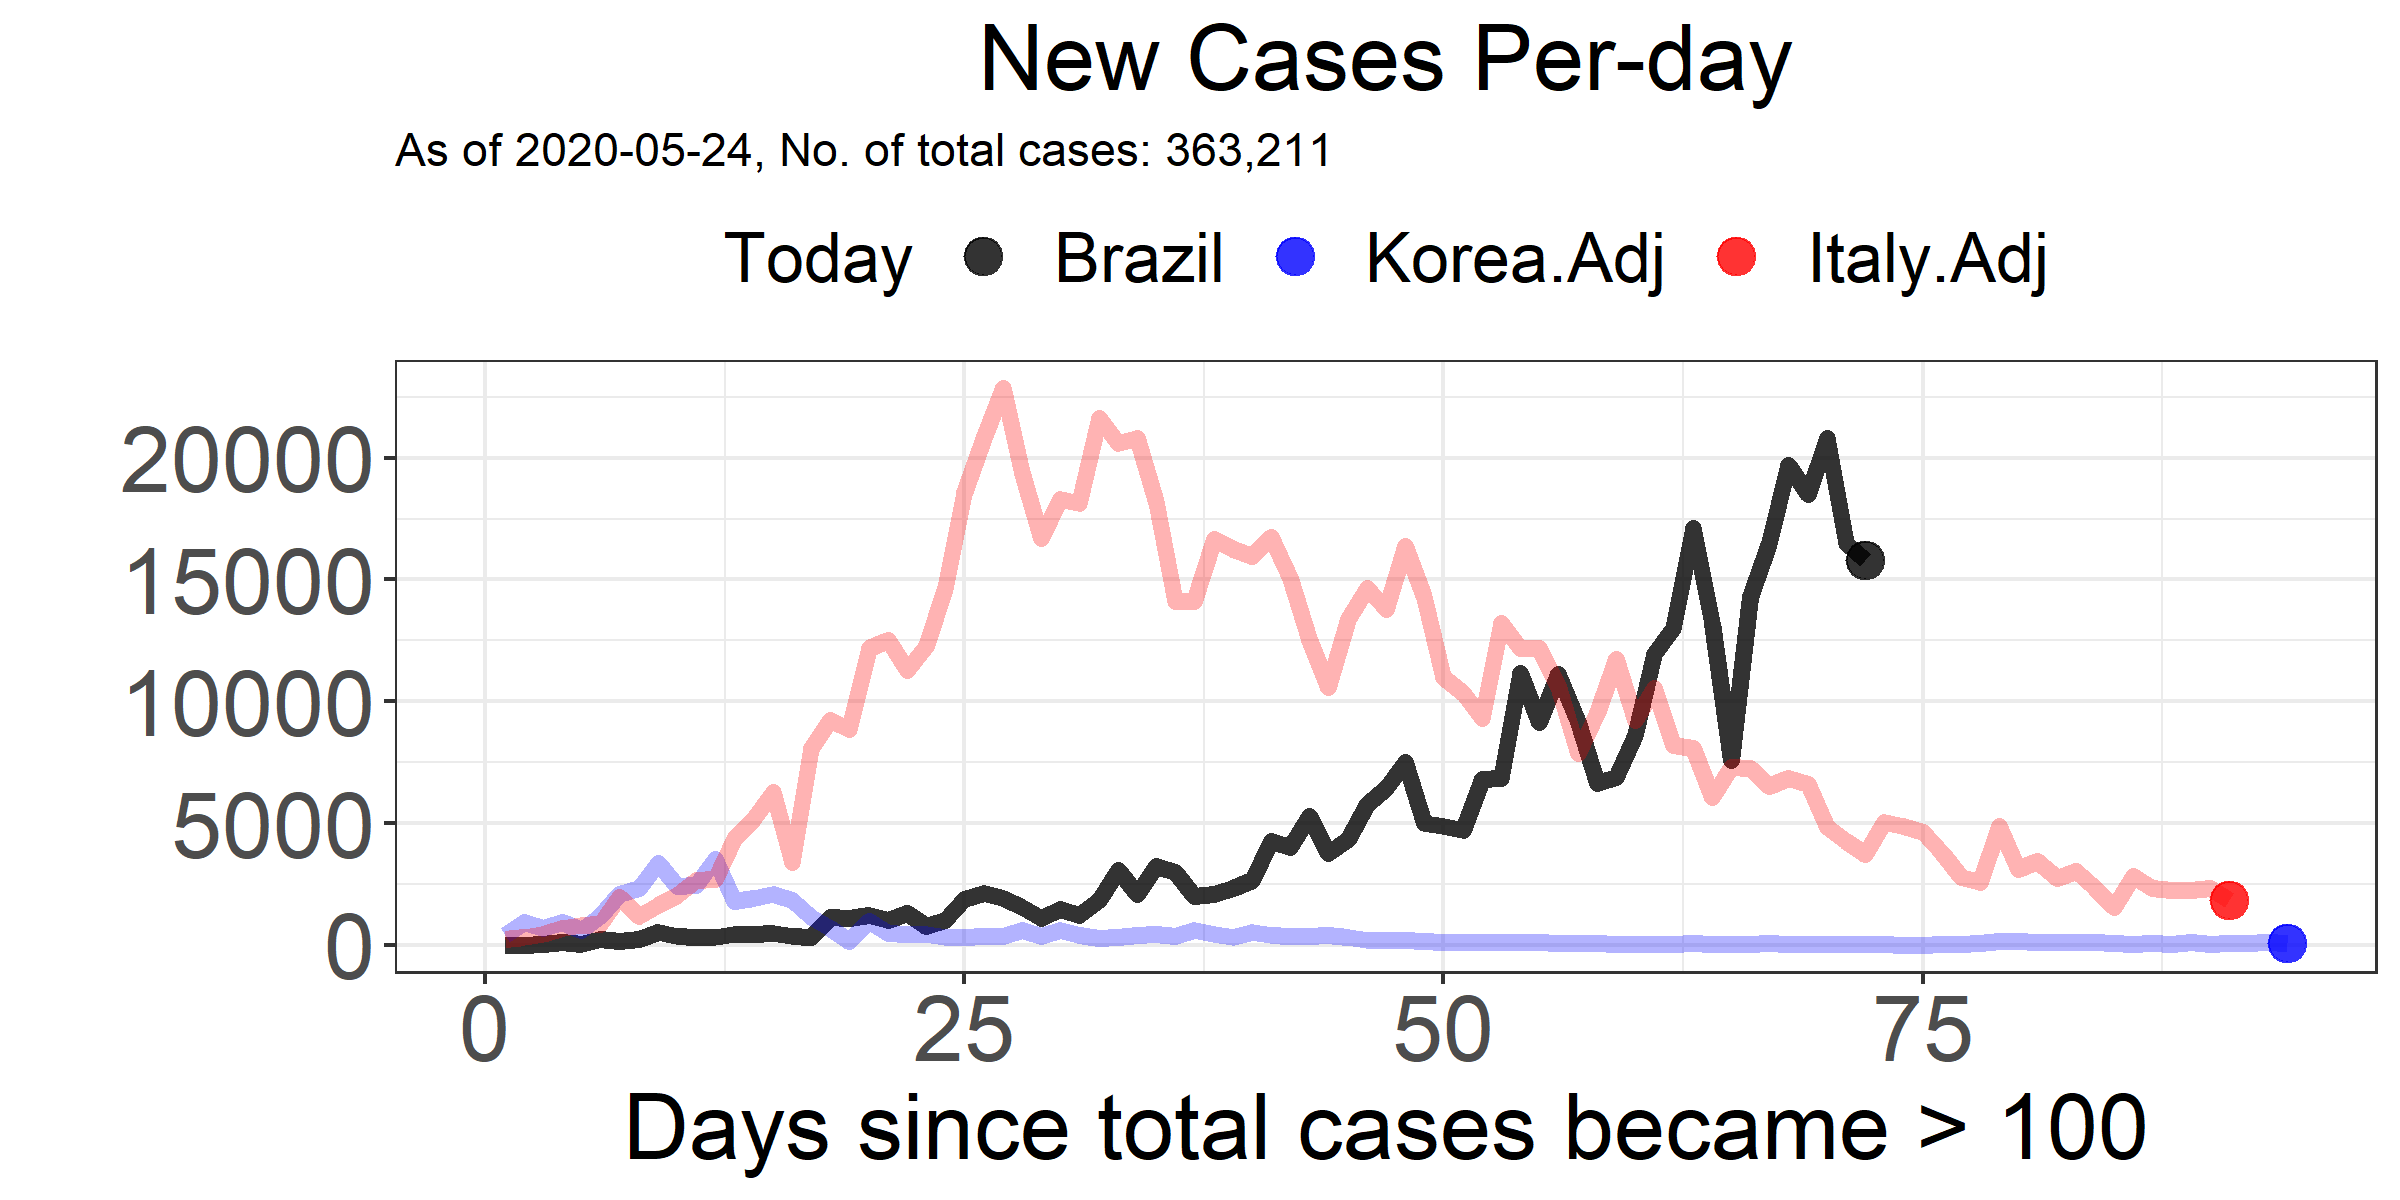 New Cases Per-day
As of 2020-05-24, No. of total cases: 363,211
Today Brazil Korea.Adj Italy.Adj
20000
15000
10000
5000
0
0 25 50 75
Days since total cases became > 100